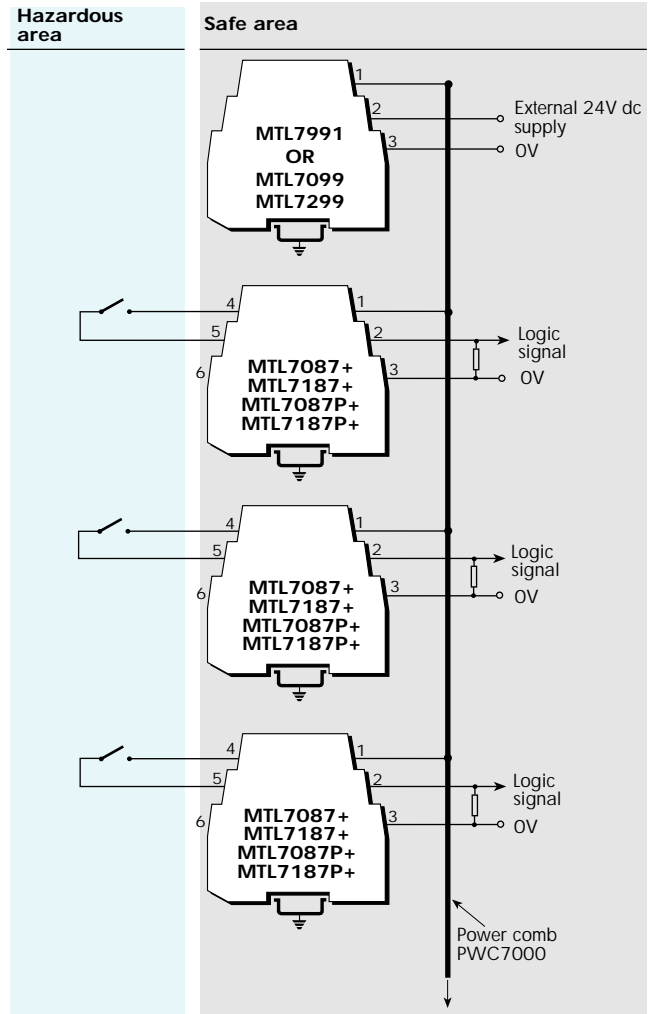 Hazardous
area
Safe area
1
2
3
External 24V dc
supply
0V
MTL7991
OR
MTL7099
MTL7299
4
5
6
1
2
3
Logic
signal
0V
MTL7087+
MTL7187+
MTL7087P+
MTL7187P+
4
5
6
1
2
3
Logic
signal
0V
MTL7087+
MTL7187+
MTL7087P+
MTL7187P+
4
5
6
1
2
3
Logic
signal
0V
MTL7087+
MTL7187+
MTL7087P+
MTL7187P+
Power comb
PWC7000